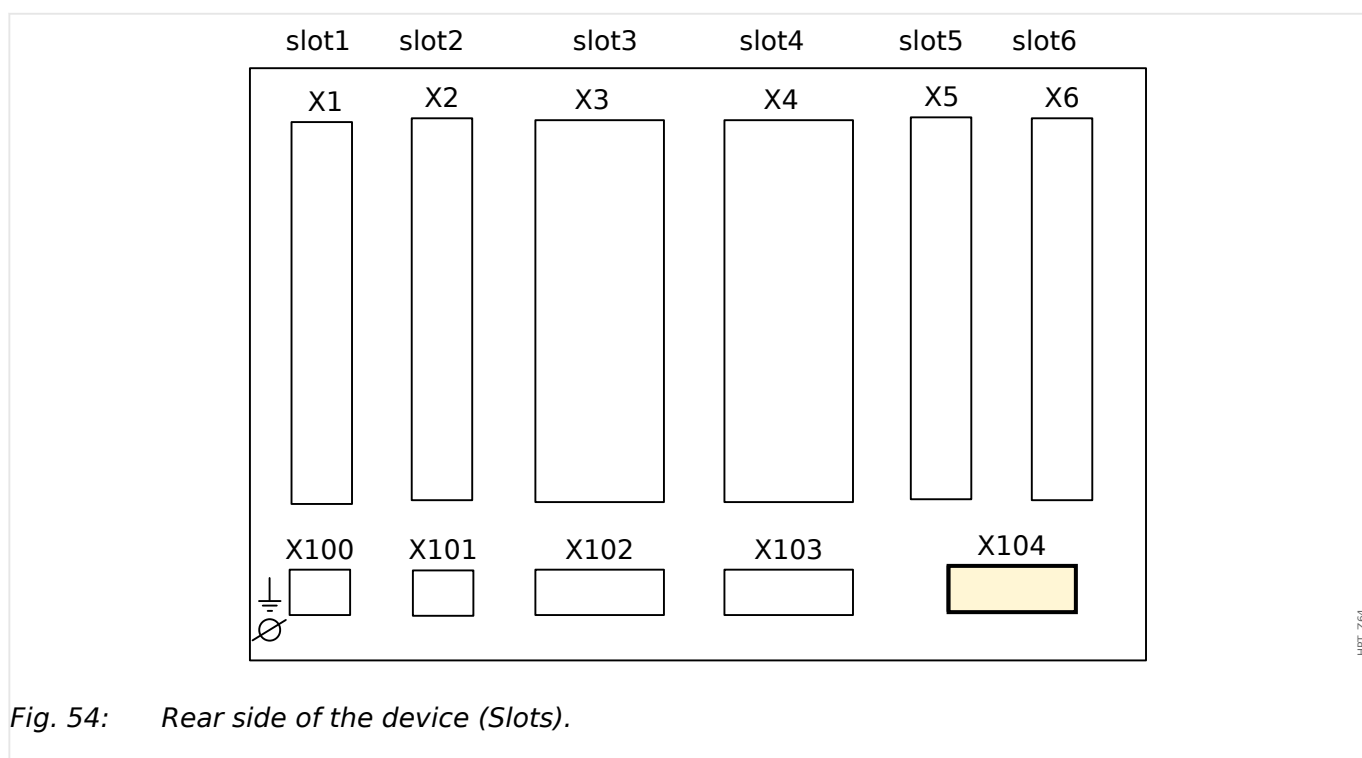 slot1 slot2 slot3 slot4 slot5 slot6
X1 X2 X3 X4 X5 X6
X100 X101 X102 X103 X104
Fig. 54: Rear side of the device (Slots).